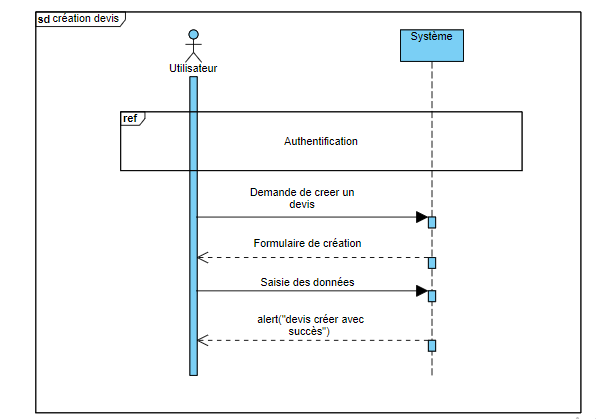 sd création devis
Système
Utilisateur
ref
Authentification
Demande de creer un
devis
Formulaire de création
Saisie des données
alert("devis créer avec
succès")